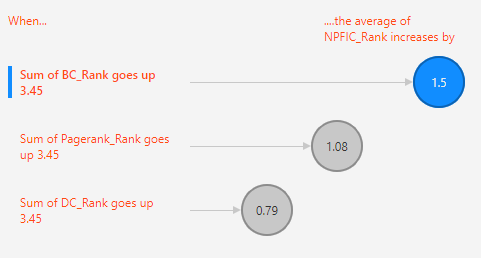 When...
....the average of
NPFIC_Rank increases by
Sum of BC_Rank goes up
3.45
1.5
Sum of Pagerank_Rank goes
up 3.45
1.08
Sum of DC_Rank goes up
3.45
0.79